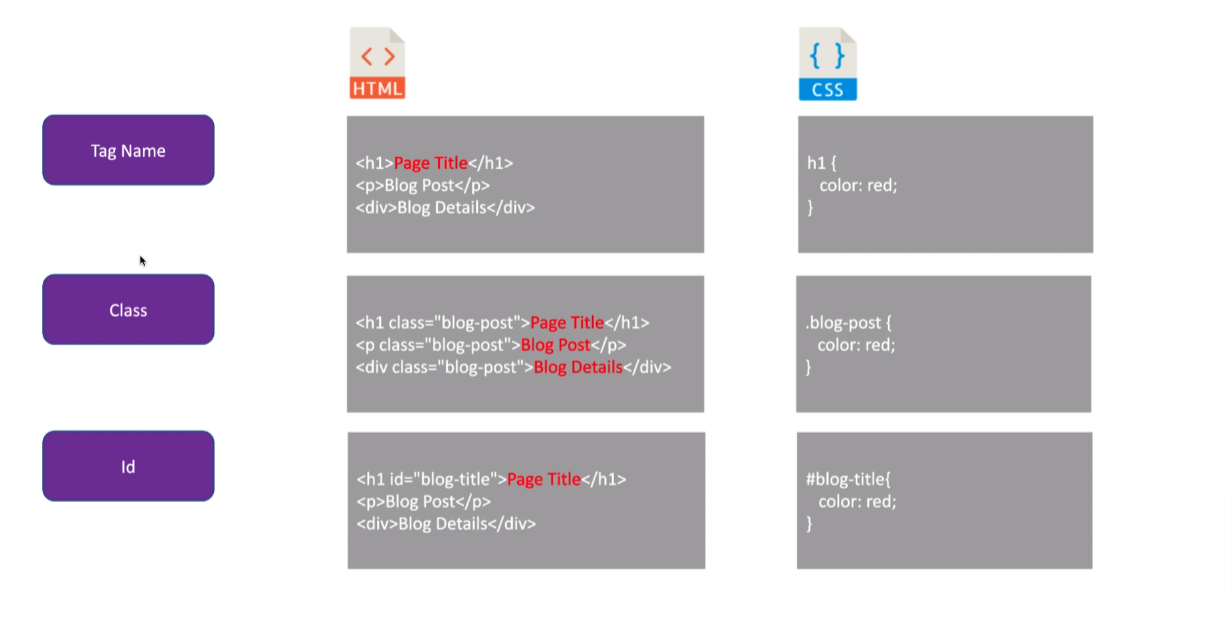 HTML
CSS
Tag Name
<h1>Page Title</h1>
<p>Blog Post</p>
<div>Blog Details</div>
h1 {
color: red;
}
Class
<h1 class="blog-post">Page Title</h1>
<p class="blog-post">Blog Post</p>
<div class="blog-post">Blog Details</div>
.blog-post {
color: red;
}
Id
<h1 id="blog-title">Page Title</h1>
<p>Blog Post</p>
<div>Blog Details</div>
#blog-title{
color: red;
}